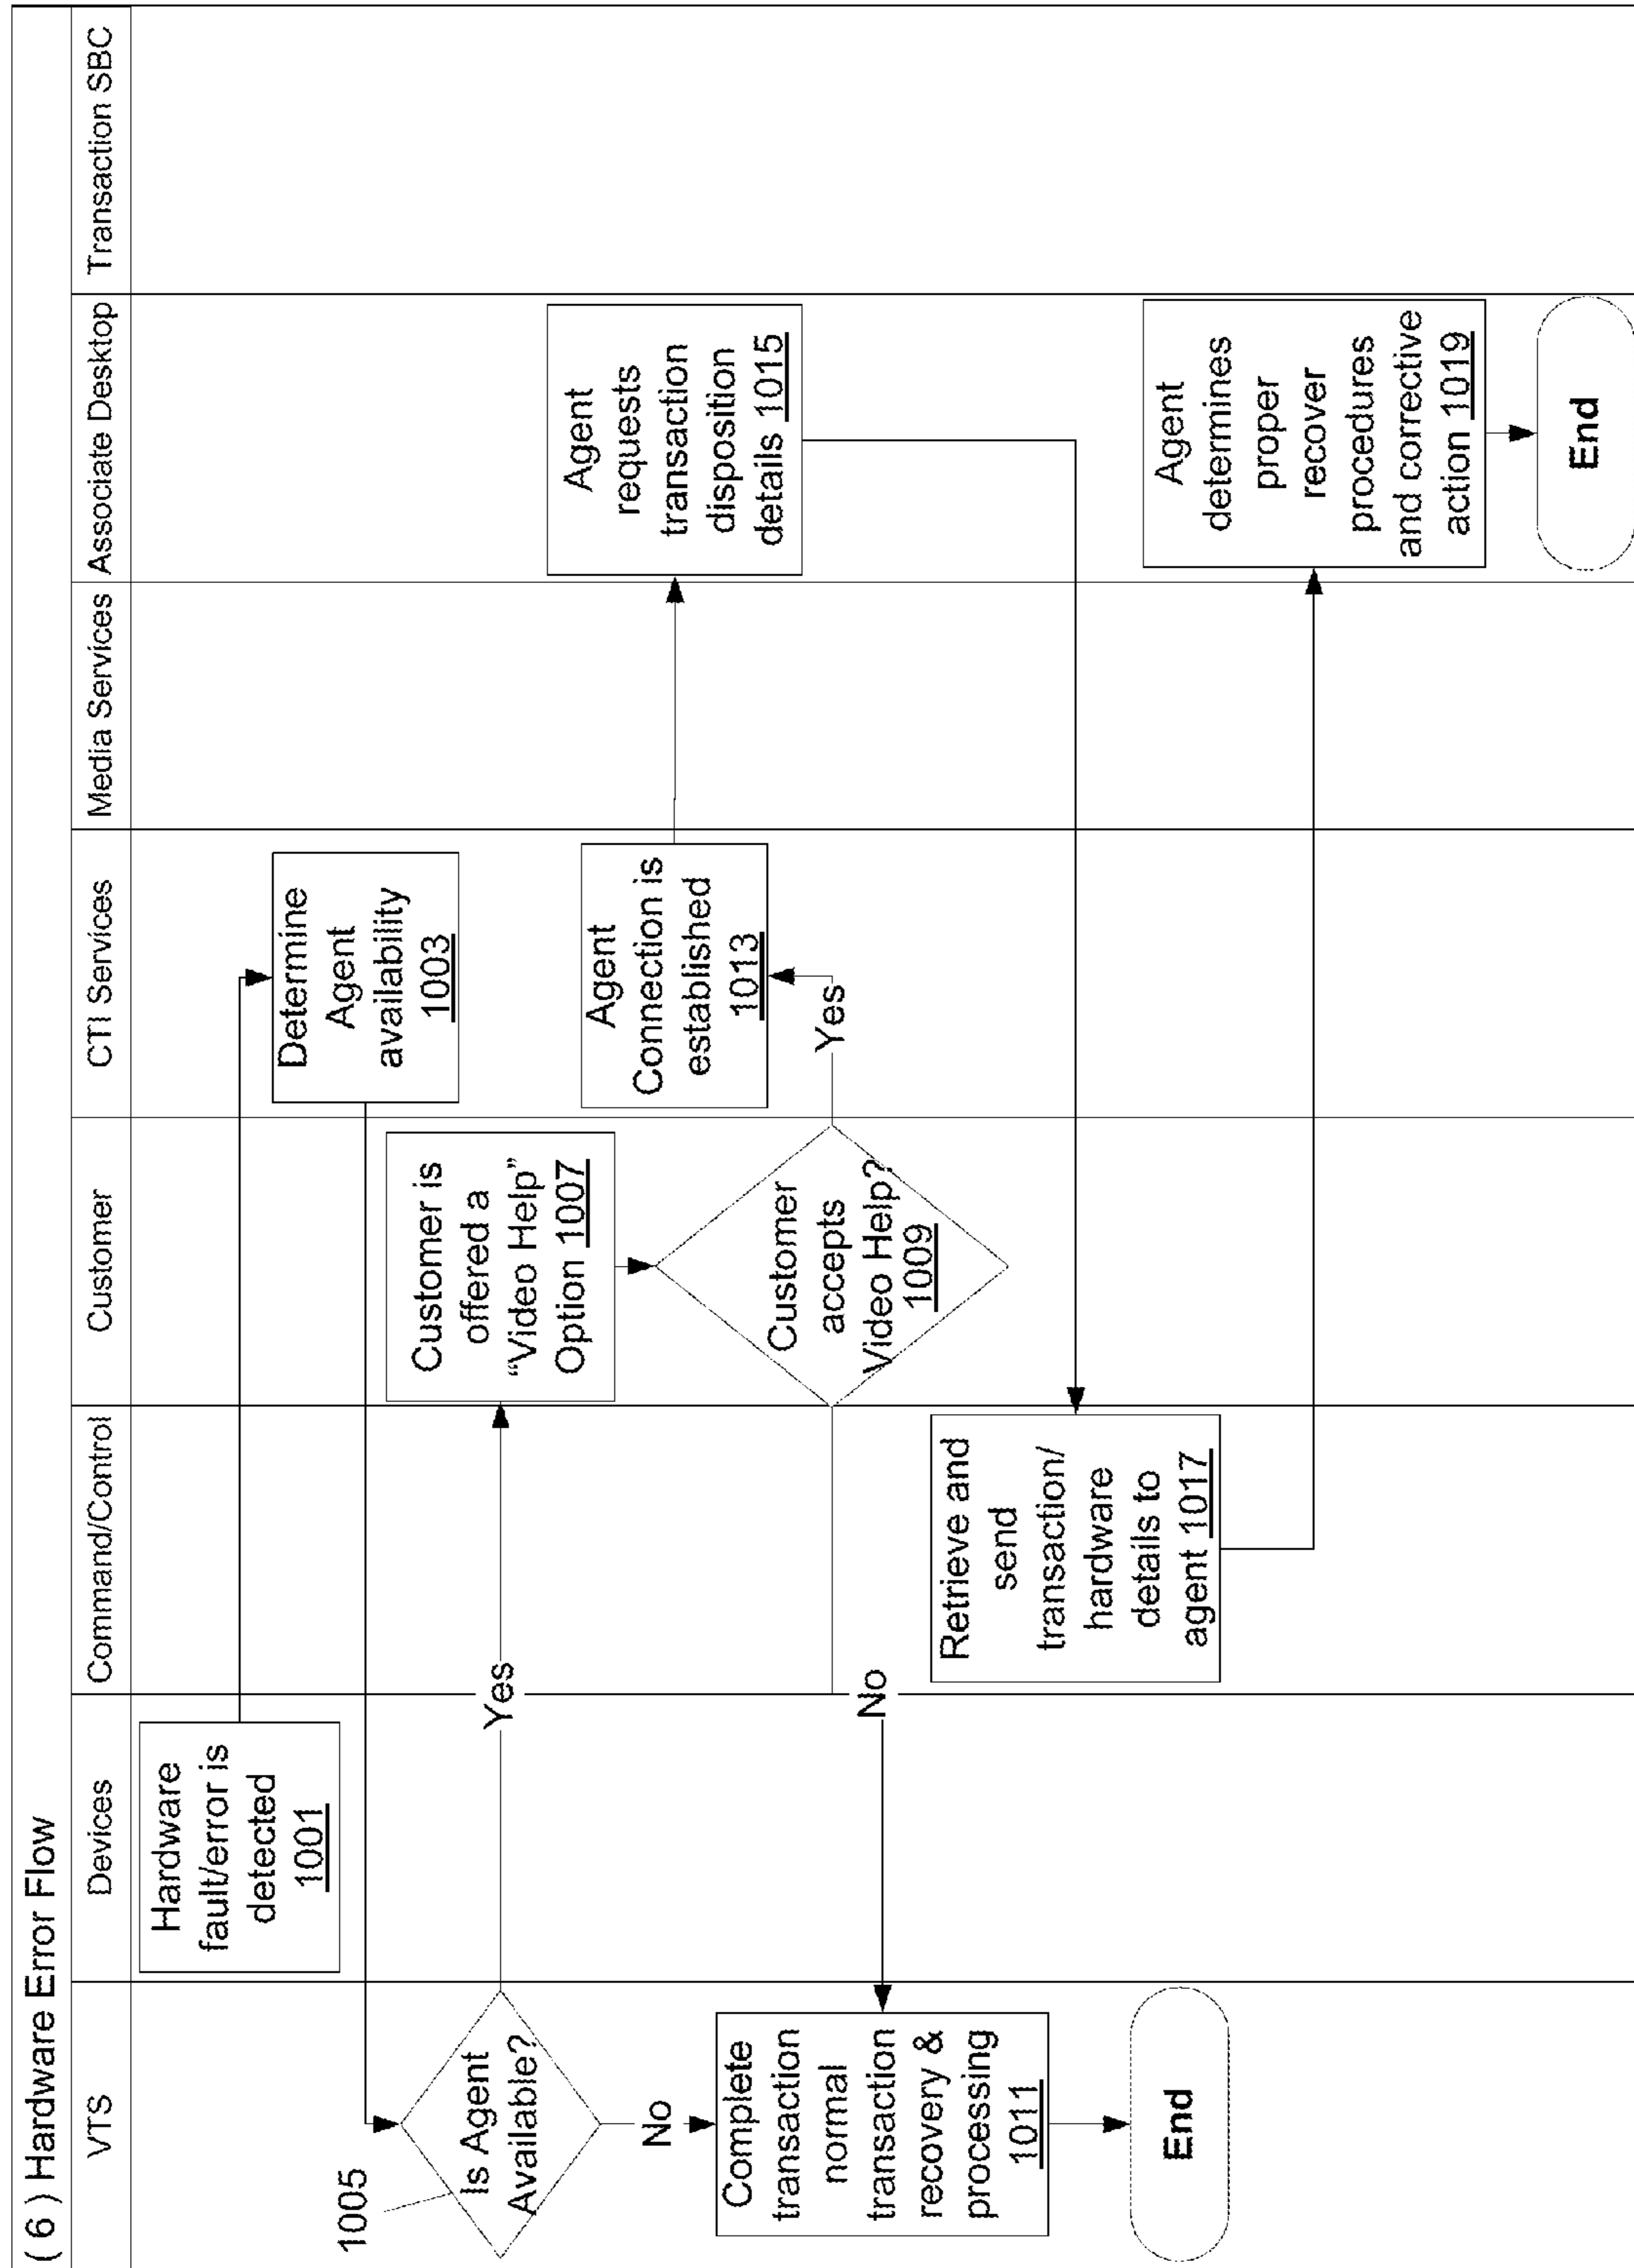 ( 6 ) Hardware Error Flow
VTS
Devices
Command/Control
Customer
CTI Services
Media Services
Associate Desktop
Transaction SBC
Hardware
fault/error is
detected
1001
Determine
Agent
availability
1003
1005
Is Agent
Available?
Yes
No
Customer is
offered a
“Video Help”
Option 1007
Customer
accepts
Video Help?
1009
Yes
No
Complete
transaction
normal
transaction
recovery &
processing
1011
End
Agent
Connection is
established
1013
Agent
requests
transaction
disposition
details 1015
Retrieve and
send
transaction/
hardware
details to
agent 1017
Agent
determines
proper
recover
procedures
and corrective
action 1019
End